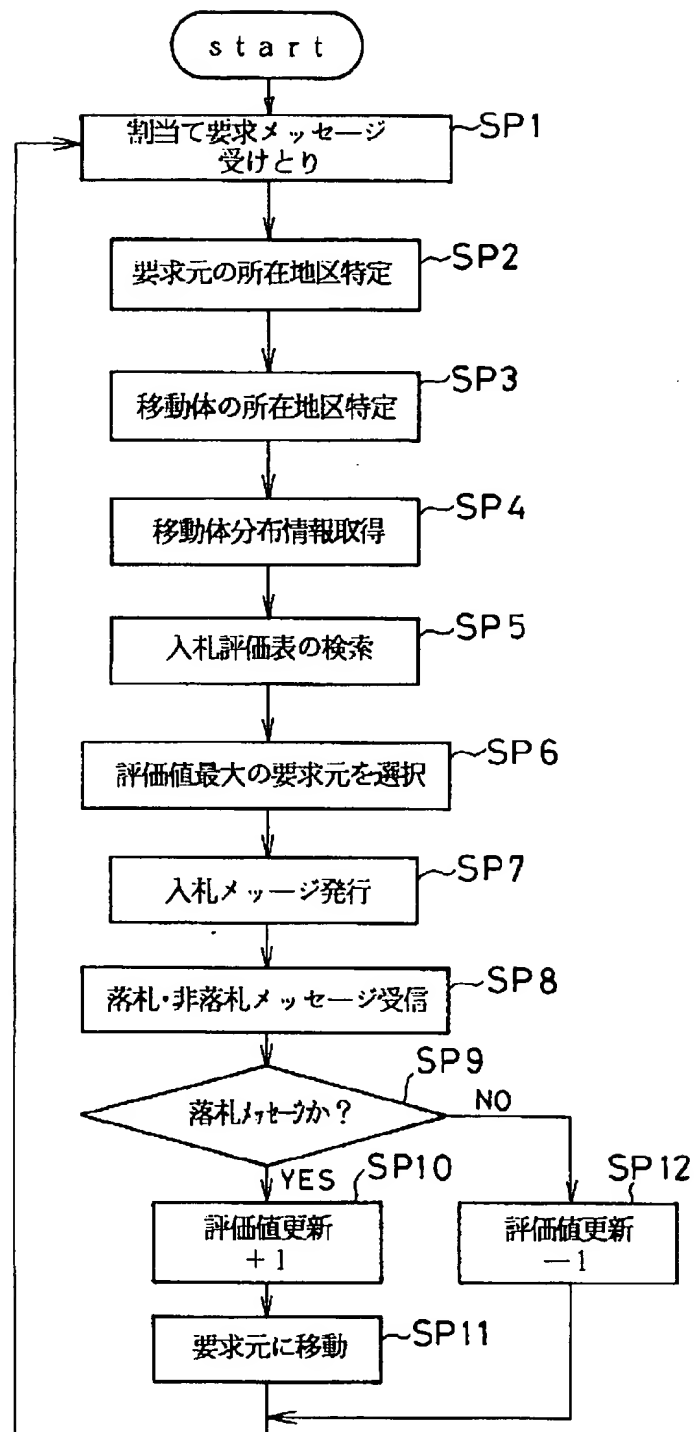 start
割当て要求メッセージ
受けとり
SP1
要求元の所在地区特定
SP2
移動体の所在地区特定
SP3
移動体分布情報取得
SP4
入札評価表の検索
SP5
評価値最大の要求元を選択
SP6
入札メッージ発行
SP7
落札・非落札メッセージ受信
SP8
SP9
落札ﾒｯｾｰｼﾞか？
NO
YES
SP10
SP12
評価値更新
+1
評価値更新
-1
要求元に移動
SP11